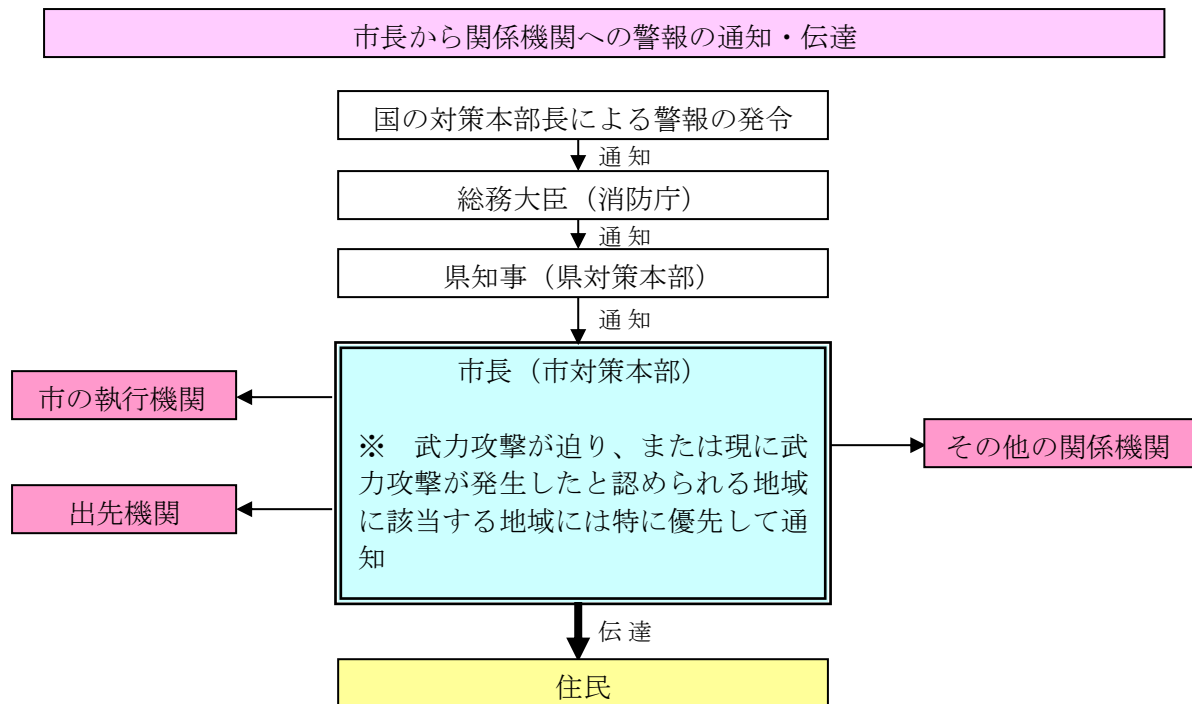 市長から関係機関への警報の通知・伝達
国の対策本部長による警報の発令
通知
総務大臣（消防庁）
通知
県知事（県対策本部）
通知
市長（市対策本部）
※　武力攻撃が迫り、または現に武
力攻撃が発生したと認められる地域
に該当する地域には特に優先して通
知
市の執行機関
出先機関
その他の関係機関
伝達
住民